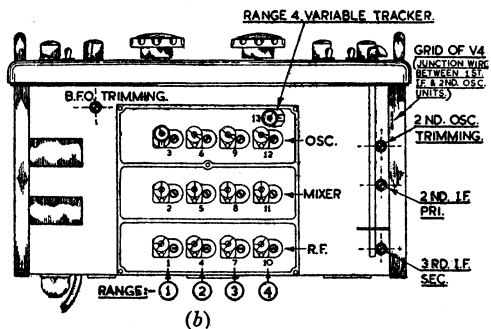 RANGE 4. VARIABLE TRACKER.
GRID OF V4
(JUNCTION WIRE
BETWEEN 1ST.
I.F. & 2ND. OSC.
UNITS.)
B.F.O. TRIMMING.
1
13
OSC.
3 6 9 12
2 ND. OSC.
TRIMMING.
MIXER
2 5 8 11
2 ND. I.F.
PRI.
R.F.
1 4 7 10
3 RD. I.F.
SEC.
RANGE:- 1 2 3 4
(b)